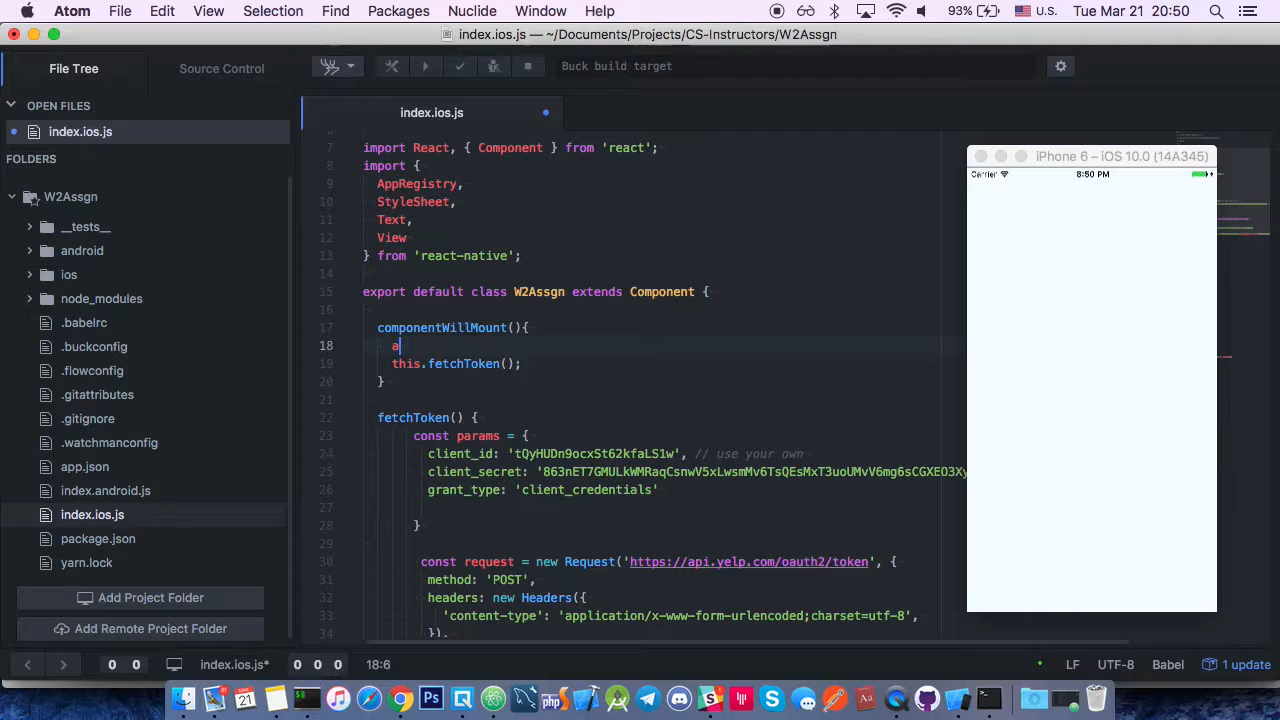 Atom File Edit View Selection Find Packages Nuclide Window Help 93% U.S. Tue Mar 21 20:50
index.ios.js — ~/Documents/Projects/CS-Instructors/W2Assgn
File Tree Source Control Buck build target
OPEN FILES
index.ios.js
FOLDERS
W2Assgn
__tests__
android
ios
node_modules
.babelrc
.buckconfig
.flowconfig
.gitattributes
.gitignore
.watchmanconfig
app.json
index.android.js
index.ios.js
package.json
yarn.lock
Add Project Folder
Add Remote Project Folder
index.ios.js
7 import React, { Component } from 'react';
8 import {
9 AppRegistry,
10 StyleSheet,
11 Text,
12 View
13 } from 'react-native';
14
15 export default class W2Assgn extends Component {
16
17 componentWillMount(){
18 a
19 this.fetchToken();
20 }
21
22 fetchToken() {
23 const params = {
24 client_id: 'tQyHUDn9ocxSt62kfaLS1w', // use your own
25 client_secret: '863nET7GMULkWMRaqCsnwV5xLwsmMv6TsQEsMxT3uoUMvV6mg6sCGXEO3Xy
26 grant_type: 'client_credentials'
27
28 }
29
30 const request = new Request('https://api.yelp.com/oauth2/token', {
31 method: 'POST',
32 headers: new Headers({
33 'content-type': 'application/x-www-form-urlencoded;charset=utf-8',
34 }),
iPhone 6 – iOS 10.0 (14A345)
Carrier 8:50 PM
0 0 index.ios.js* 0 0 0 18:6 LF UTF-8 Babel 1 update